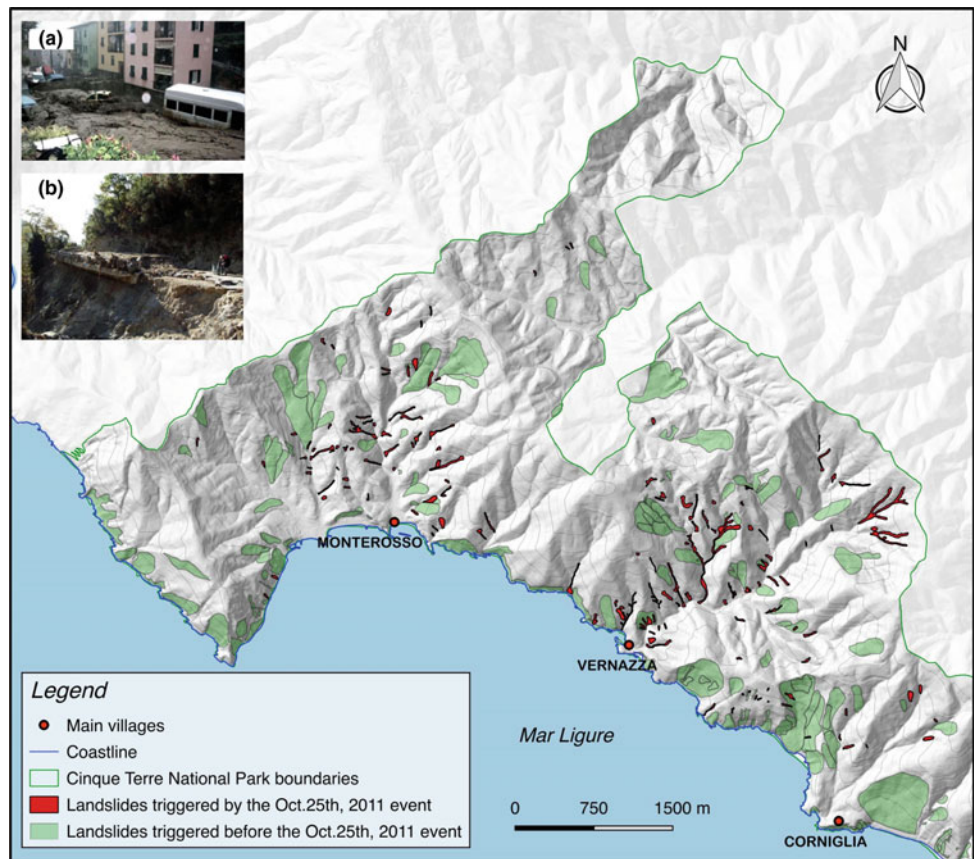 (a)
(b)
N
MONTEROSSO
VERNAZZA
Mar Ligure
CORNIGLIA
Legend
Main villages
Coastline
Cinque Terre National Park boundaries
Landslides triggered by the Oct.25th, 2011 event
Landslides triggered before the Oct.25th, 2011 event
0 750 1500 m